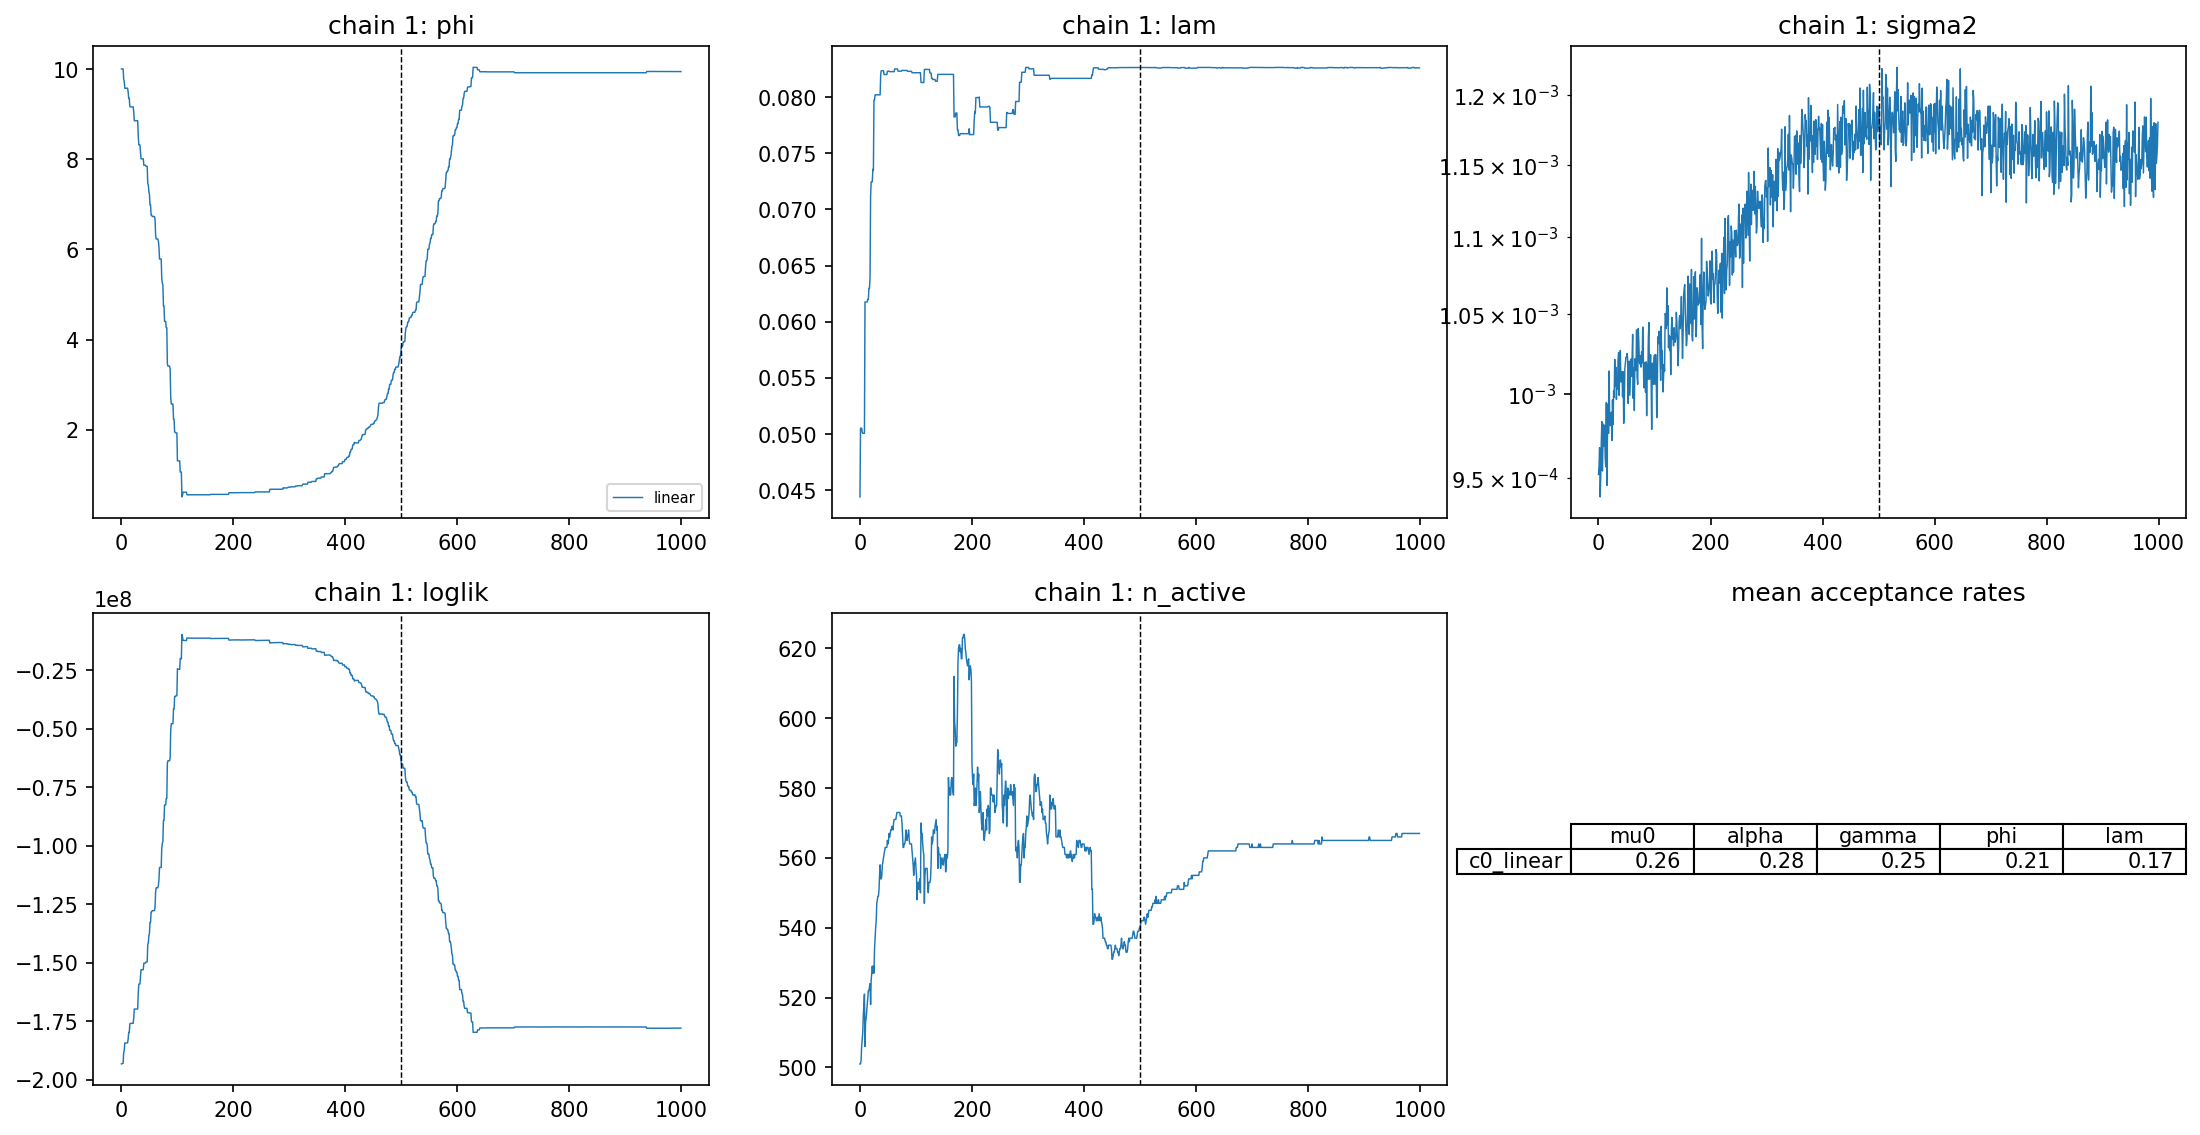 chain 1: phi
10
8
6
4
2
0 200 400 600 800 1000
linear
chain 1: lam
0.080
0.075
0.070
0.065
0.060
0.055
0.050
0.045
0 200 400 600 800 1000
chain 1: sigma2
1.2 × 10⁻³
1.15 × 10⁻³
1.1 × 10⁻³
1.05 × 10⁻³
10⁻³
9.5 × 10⁻⁴
0 200 400 600 800 1000
chain 1: loglik
1e8
−0.25
−0.50
−0.75
−1.00
−1.25
−1.50
−1.75
−2.00
0 200 400 600 800 1000
chain 1: n_active
620
600
580
560
540
520
500
0 200 400 600 800 1000
mean acceptance rates
mu0 alpha gamma phi lam
c0_linear 0.26 0.28 0.25 0.21 0.17